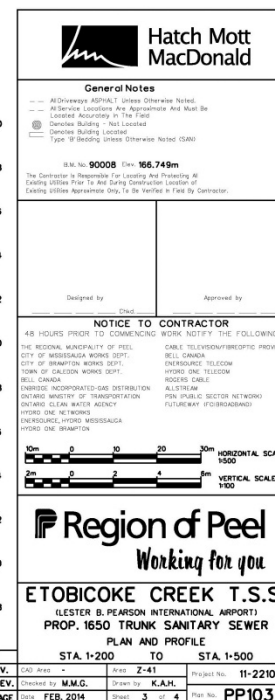 Hatch Mott
MacDonald
General Notes
All Driveways ASPHALT Unless Otherwise Noted.
All Service Locations Are Approximate And Must Be
Located Accurately In The Field
Denotes Building - Not Located
Denotes Building Located
Type 'B' Bedding Unless Otherwise Noted (SAN)
B.M. No. 90008 Elev. 166.749m
The Contractor Is Responsible For Locating And Protecting All
Existing Utilities Prior To And During Construction Location of
Existing Utilities Approximate Only, To Be Verified In Field By Contractor.
Designed by
Approved by
Chkd
NOTICE TO CONTRACTOR
48 HOURS PRIOR TO COMMENCING WORK NOTIFY THE FOLLOWING
THE REGIONAL MUNICIPALITY OF PEEL
CITY OF MISSISSAUGA WORKS DEPT.
CITY OF BRAMPTON WORKS DEPT.
TOWN OF CALEDON WORKS DEPT.
BELL CANADA
ENBRIDGE INCORPORATED-GAS DISTRIBUTION
ONTARIO MINISTRY OF TRANSPORTATION
ONTARIO CLEAN WATER AGENCY
HYDRO ONE NETWORKS
ENERSOURCE, HYDRO MISSISSAUGA
HYDRO ONE BRAMPTON
CABLE TELEVISION/FIBREOPTIC PROVI
BELL CANADA
ENERSOURCE TELECOM
HYDRO ONE TELECOM
ROGERS CABLE
ALLSTREAM
PSN (PUBLIC SECTOR NETWORK)
FUTUREWAY (FCI BROADBAND)
10m 0 10 20 30m HORIZONTAL SCA
1:500
2m 0 2 4 6m VERTICAL SCALE
1:100
Region of Peel
Working for you
ETOBICOKE CREEK T.S.S
(LESTER B. PEARSON INTERNATIONAL AIRPORT)
PROP. 1650 TRUNK SANITARY SEWER
PLAN AND PROFILE
STA. 1+200 TO STA. 1+500
CAD Area - Area Z-41 Project No. 11-2210
Checked by M.M.G. Drawn by K.A.H.
Date FEB. 2014 Sheet 3 of 4 Plan No. PP103